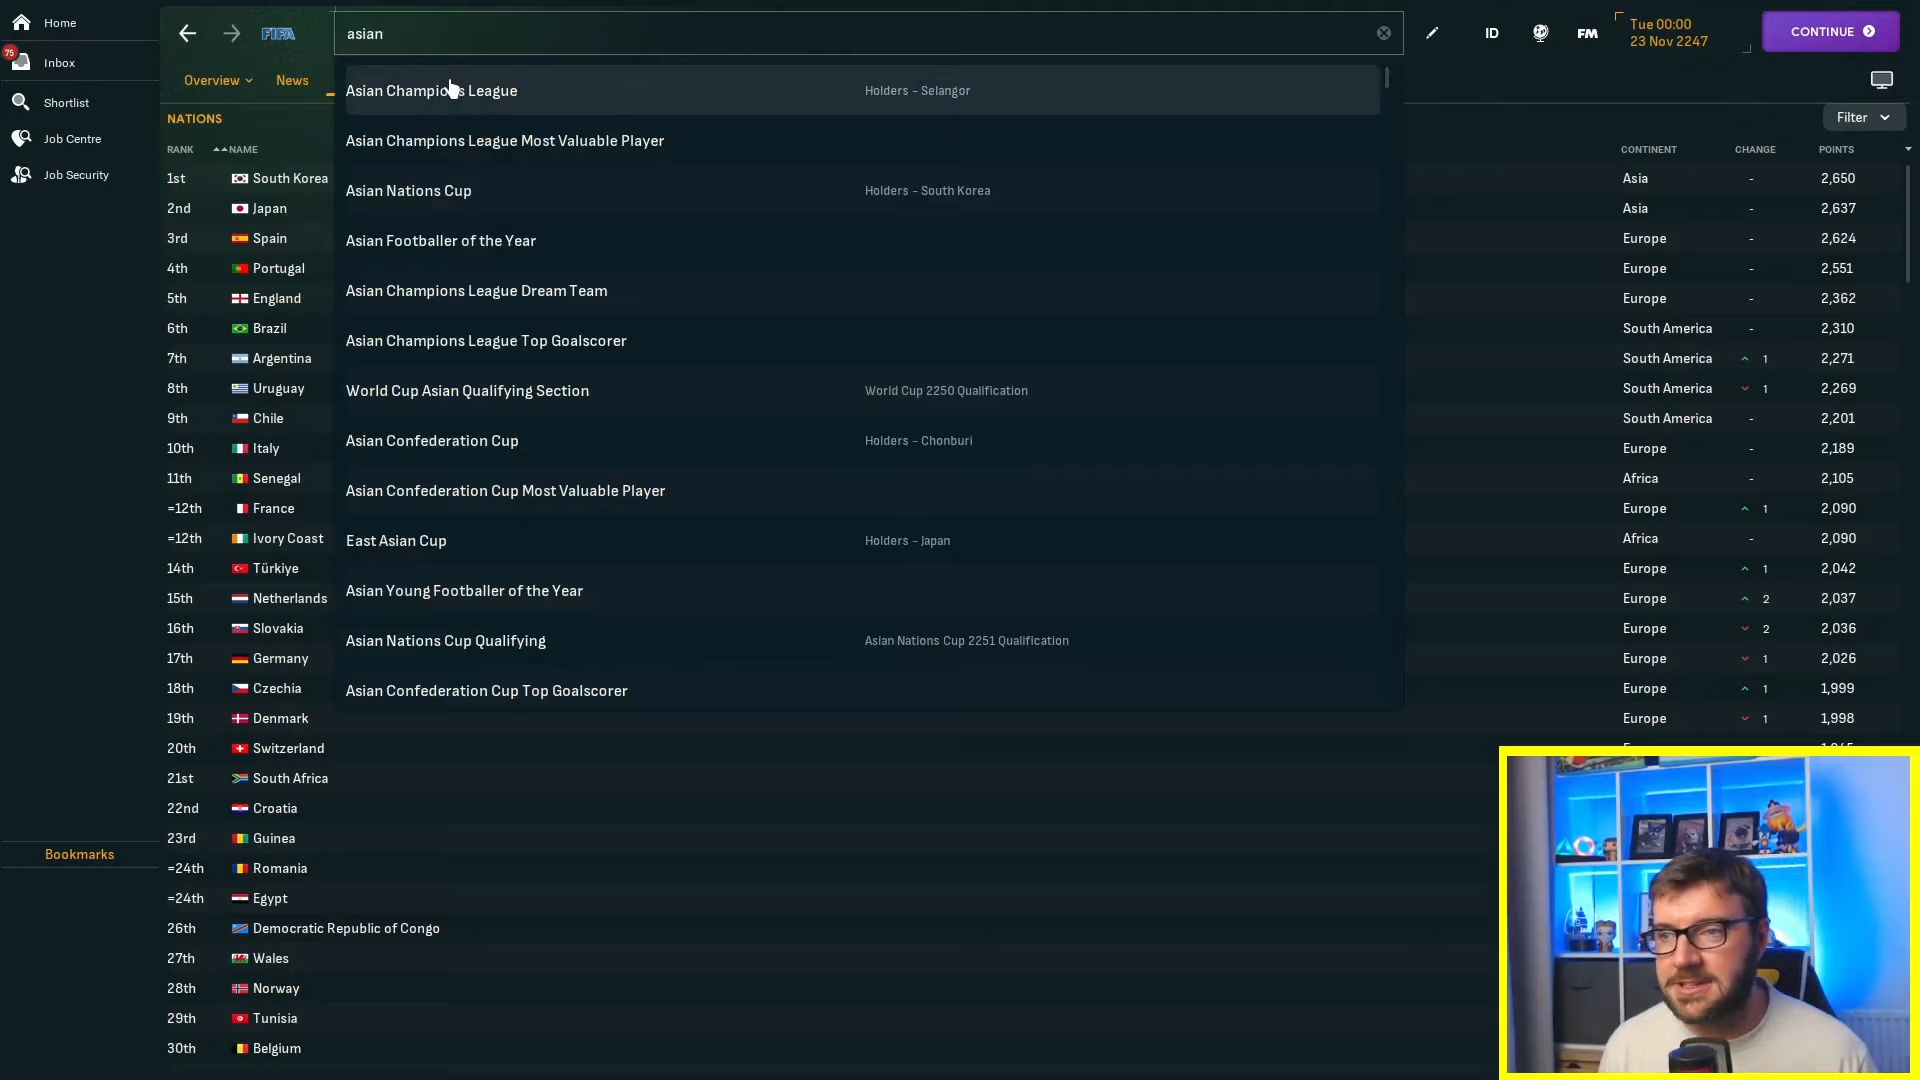 Home
75
Inbox
Shortlist
Job Centre
Job Security
Bookmarks
FIFA
asian
ID
FM
Tue 00:00
23 Nov 2247
CONTINUE
Overview
News
NATIONS
Filter
RANK NAME CONTINENT CHANGE POINTS
Asian Champions League Holders - Selangor
Asian Champions League Most Valuable Player
Asian Nations Cup Holders - South Korea
Asian Footballer of the Year
Asian Champions League Dream Team
Asian Champions League Top Goalscorer
World Cup Asian Qualifying Section World Cup 2250 Qualification
Asian Confederation Cup Holders - Chonburi
Asian Confederation Cup Most Valuable Player
East Asian Cup Holders - Japan
Asian Young Footballer of the Year
Asian Nations Cup Qualifying Asian Nations Cup 2251 Qualification
Asian Confederation Cup Top Goalscorer
1st South Korea Asia - 2,650
2nd Japan Asia - 2,637
3rd Spain Europe - 2,624
4th Portugal Europe - 2,551
5th England Europe - 2,362
6th Brazil South America - 2,310
7th Argentina South America 1 2,271
8th Uruguay South America 1 2,269
9th Chile South America - 2,201
10th Italy Europe - 2,189
11th Senegal Africa - 2,105
=12th France Europe 1 2,090
=12th Ivory Coast Africa - 2,090
14th Türkiye Europe 1 2,042
15th Netherlands Europe 2 2,037
16th Slovakia Europe 2 2,036
17th Germany Europe 1 2,026
18th Czechia Europe 1 1,999
19th Denmark Europe 1 1,998
20th Switzerland
21st South Africa
22nd Croatia
23rd Guinea
=24th Romania
=24th Egypt
26th Democratic Republic of Congo
27th Wales
28th Norway
29th Tunisia
30th Belgium